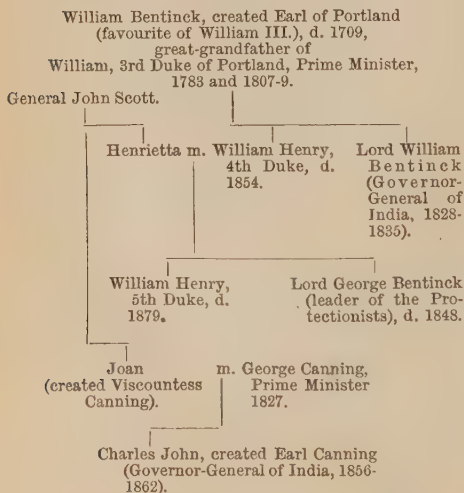 William Bentinck, created Earl of Portland
(favourite of William III.), d. 1709,
great-grandfather of
William, 3rd Duke of Portland, Prime Minister,
1783 and 1807-9.
General John Scott.
Henrietta m. William Henry,
4th Duke, d.
1854.
Lord William
Bentinck
(Governor-
General of
India, 1828-
1835).
William Henry,
5th Duke, d.
1879.
Lord George Bentinck
(leader of the Pro-
tectionists), d. 1848.
Joan
(created Viscountess
Canning).
m. George Canning,
Prime Minister
1827.
Charles John, created Earl Canning
(Governor-General of India, 1856-
1862).